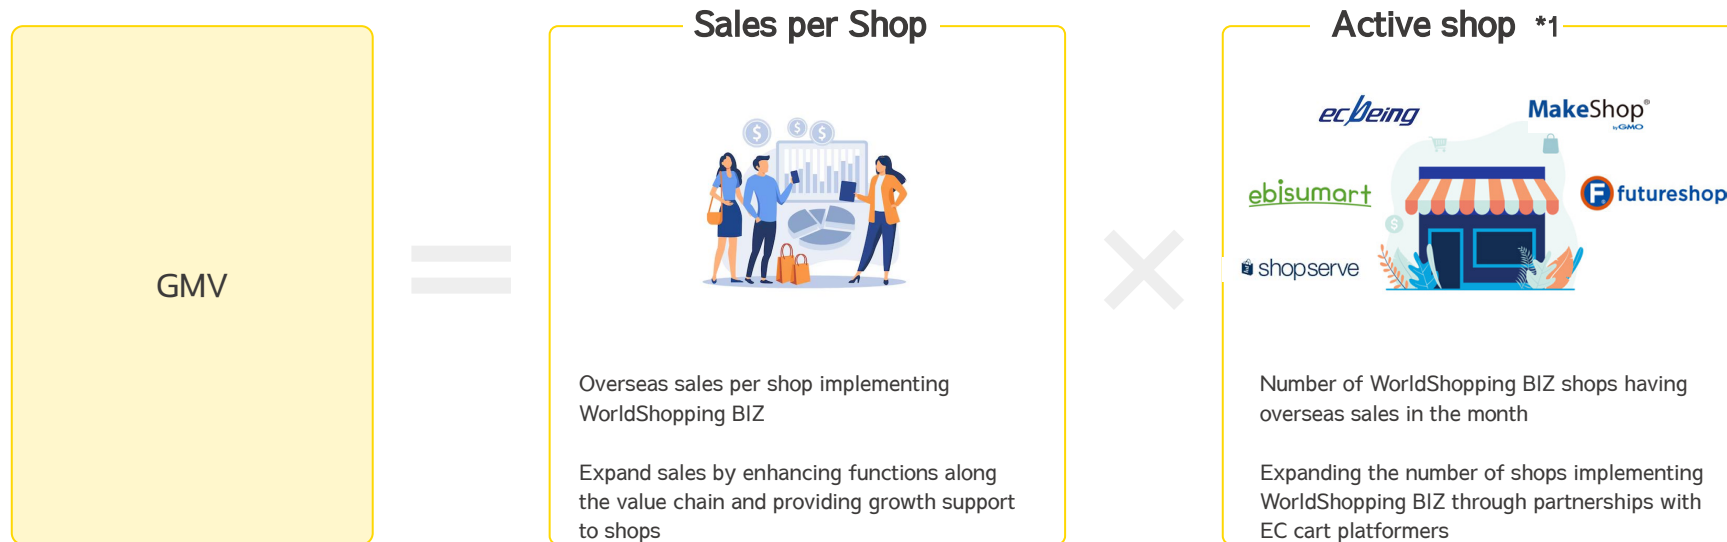 GMV
Sales per Shop
Overseas sales per shop implementing
WorldShopping BIZ
Expand sales by enhancing functions along
the value chain and providing growth support
to shops
Active shop *1
ecbeing
MakeShop®
by GMO
ebisumart
futureshop
shopserve
Number of WorldShopping BIZ shops having
overseas sales in the month
Expanding the number of shops implementing
WorldShopping BIZ through partnerships with
EC cart platformers